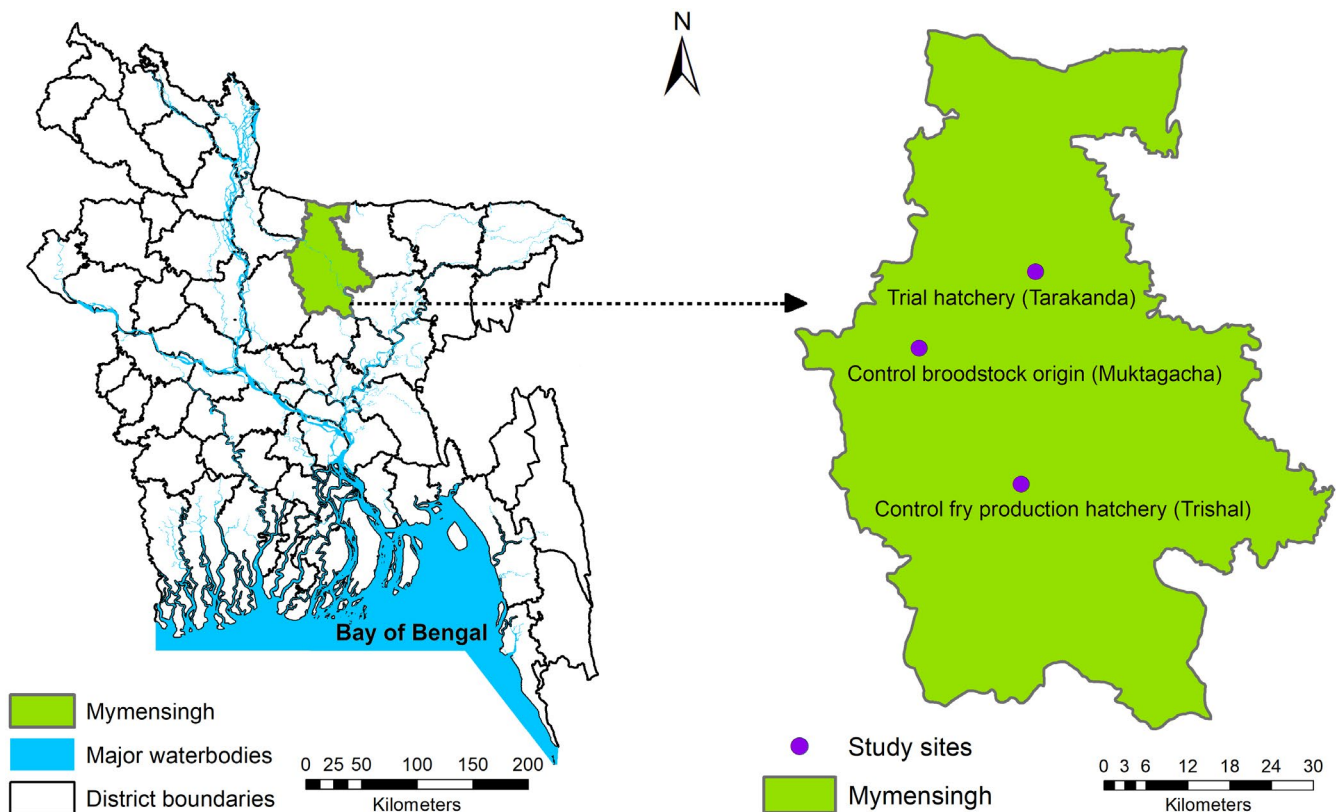 N
Trial hatchery (Tarakanda)
Control broodstock origin (Muktagacha)
Control fry production hatchery (Trishal)
Bay of Bengal
Mymensingh
Major waterbodies
District boundaries
0 25 50 100 150 200
Kilometers
Study sites
Mymensingh
0 3 6 12 18 24 30
Kilometers